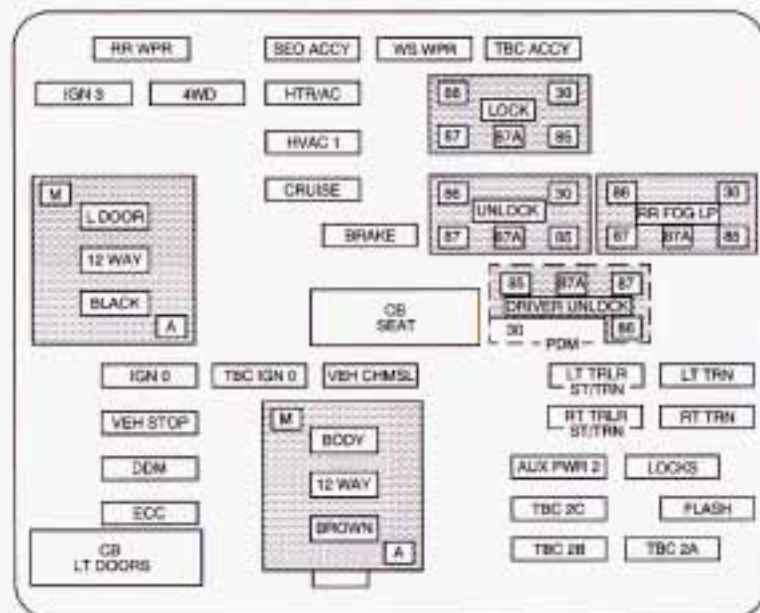 RR WPR
SEO ACCY
WS WPR
TBC ACCY
IGN 3
4WD
HTR/AC
86
30
LOCK
87
87A
85
HVAC 1
CRUISE
M
L DOOR
12 WAY
BLACK
A
86
30
UNLOCK
87
87A
85
86
30
RR FOG LP
87
87A
85
BRAKE
85
87A
87
DRIVER UNLOCK
30
86
PDM
CB
SEAT
IGN 0
TBC IGN 0
VEH CHMSL
LT TRLR
ST/TRN
LT TRN
VEH STOP
RT TRLR
ST/TRN
RT TRN
M
BODY
12 WAY
BROWN
A
DDM
AUX PWR 2
LOCKS
ECC
TBC 2C
FLASH
CB
LT DOORS
TBC 2B
TBC 2A